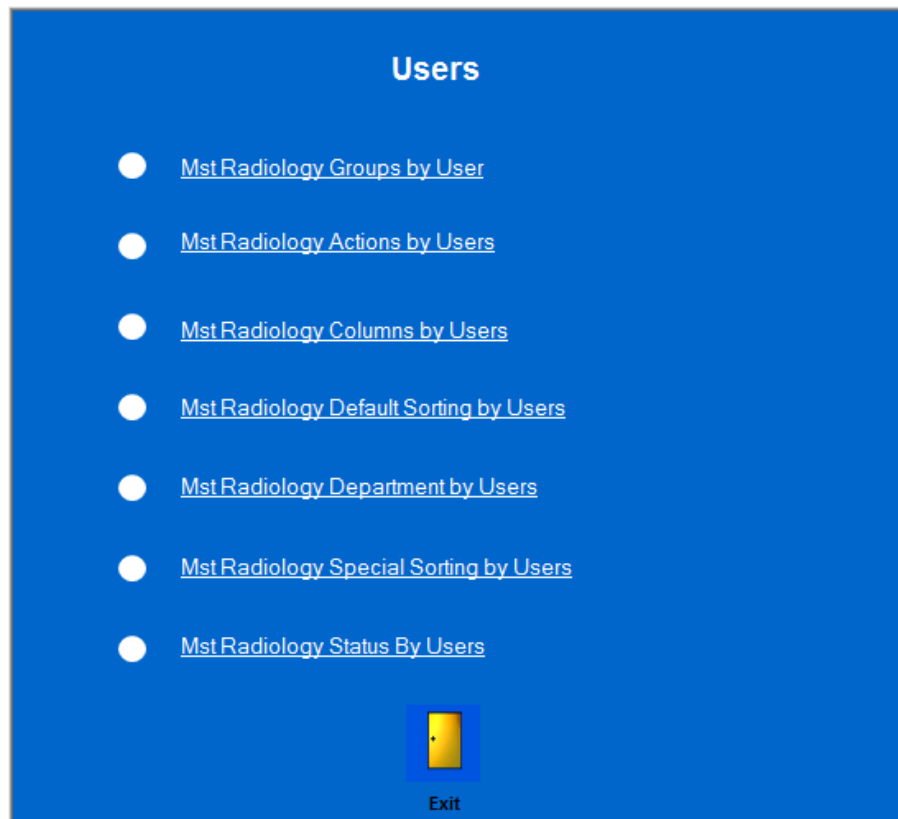 Users
Mst Radiology Groups by User
Mst Radiology Actions by Users
Mst Radiology Columns by Users
Mst Radiology Default Sorting by Users
Mst Radiology Department by Users
Mst Radiology Special Sorting by Users
Mst Radiology Status By Users
Exit